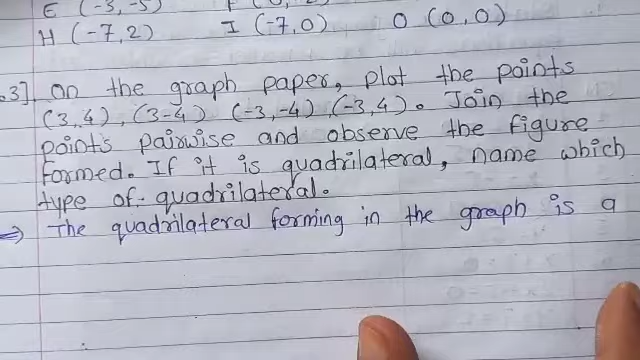 E (-3,-5)
H (-7,2) I (-7,0) O (0,0)
.3] On the graph paper, plot the points
(3,4), (3-4) (-3,-4), (-3,4). Join the
points pairwise and observe the figure
formed. If it is quadrilateral, name which
type of quadrilateral.
⇒ The quadrilateral forming in the graph is a